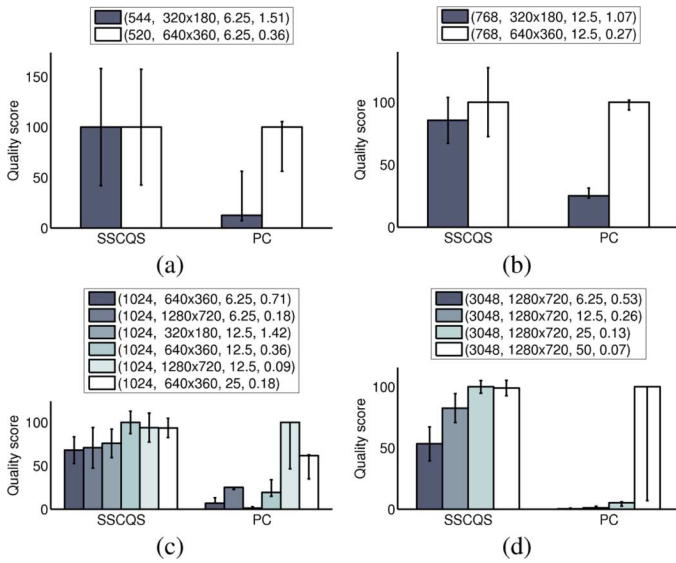 (544, 320x180, 6.25, 1.51)
(520, 640x360, 6.25, 0.36)
Quality score
150
100
50
0
SSCQS PC
(a)
(768, 320x180, 12.5, 1.07)
(768, 640x360, 12.5, 0.27)
Quality score
100
50
0
SSCQS PC
(b)
(1024, 640x360, 6.25, 0.71)
(1024, 1280x720, 6.25, 0.18)
(1024, 320x180, 12.5, 1.42)
(1024, 640x360, 12.5, 0.36)
(1024, 1280x720, 12.5, 0.09)
(1024, 640x360, 25, 0.18)
Quality score
100
50
0
SSCQS PC
(c)
(3048, 1280x720, 6.25, 0.53)
(3048, 1280x720, 12.5, 0.26)
(3048, 1280x720, 25, 0.13)
(3048, 1280x720, 50, 0.07)
Quality score
100
50
0
SSCQS PC
(d)